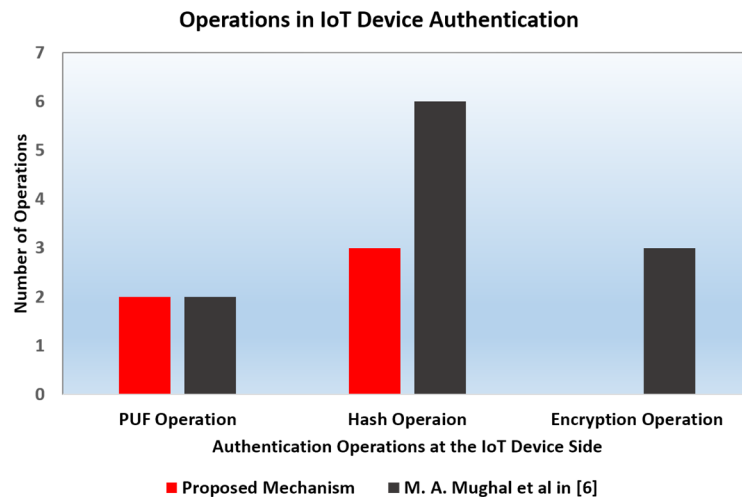 Operations in IoT Device Authentication
7
6
5
4
3
2
1
0
Number of Operations
PUF Operation
Hash Operaion
Encryption Operation
Authentication Operations at the IoT Device Side
Proposed Mechanism
M. A. Mughal et al in [6]